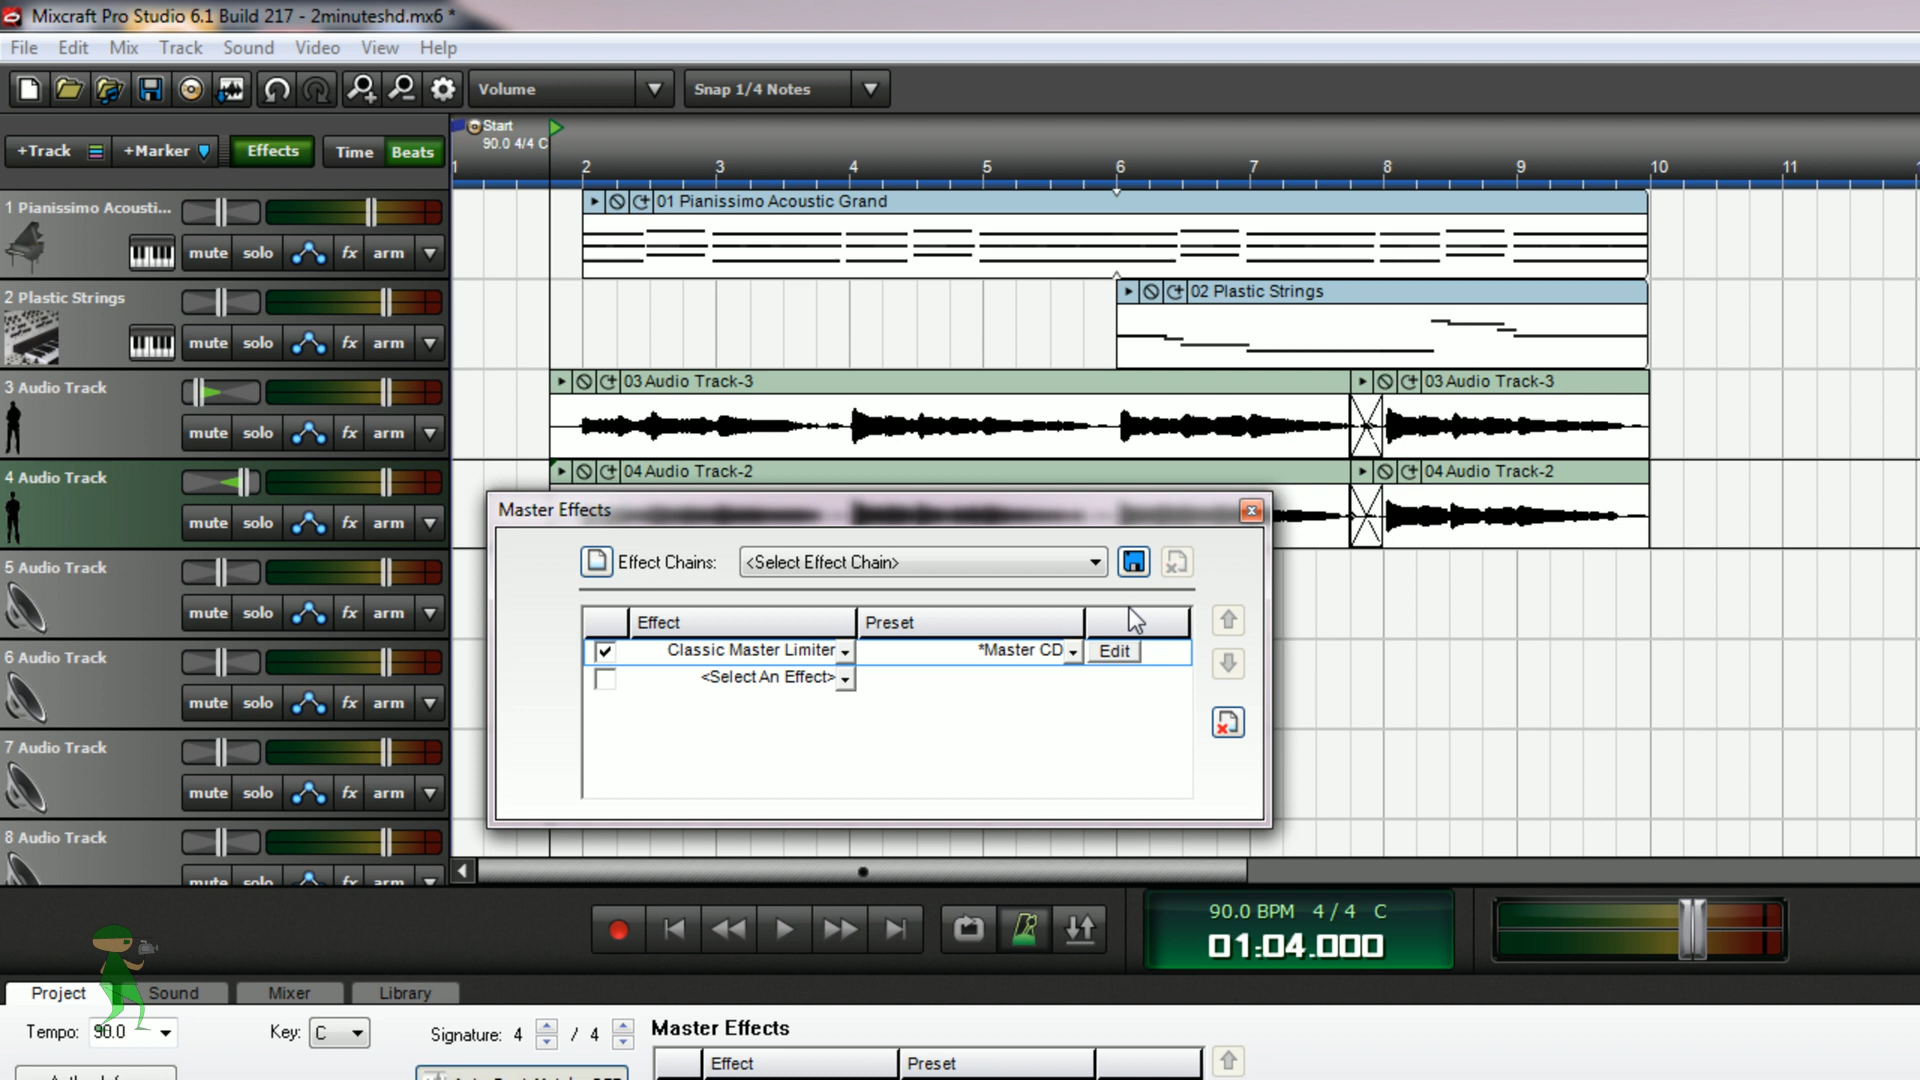 Mixcraft Pro Studio 6.1 Build 217 - 2minuteshd.mx6 *
File Edit Mix Track Sound Video View Help
Volume Snap 1/4 Notes
+Track +Marker Effects Time Beats
Start
90.0 4/4 C
1 2 3 4 5 6 7 8 9 10 11
1 Pianissimo Acousti...
01 Pianissimo Acoustic Grand
mute solo fx arm
2 Plastic Strings
02 Plastic Strings
mute solo fx arm
3 Audio Track
03 Audio Track-3 03 Audio Track-3
mute solo fx arm
4 Audio Track
04 Audio Track-2 04 Audio Track-2
mute solo fx arm
5 Audio Track
mute solo fx arm
6 Audio Track
mute solo fx arm
7 Audio Track
mute solo fx arm
8 Audio Track
mute solo fx arm
Master Effects
Effect Chains: <Select Effect Chain>
Effect Preset
Classic Master Limiter *Master CD Edit
<Select An Effect>
90.0 BPM 4 / 4 C
01:04.000
Project Sound Mixer Library
Tempo: 90.0 Key: C Signature: 4 / 4 Master Effects
Effect Preset